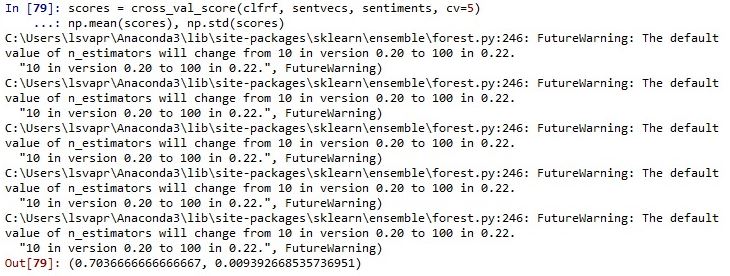 In [79]: scores = cross_val_score(clfrf, sentvecs, sentiments, cv=5)
    ...: np.mean(scores), np.std(scores)
C:\Users\lsvapr\Anaconda3\lib\site-packages\sklearn\ensemble\forest.py:246: FutureWarning: The default
value of n_estimators will change from 10 in version 0.20 to 100 in 0.22.
  "10 in version 0.20 to 100 in 0.22.", FutureWarning)
C:\Users\lsvapr\Anaconda3\lib\site-packages\sklearn\ensemble\forest.py:246: FutureWarning: The default
value of n_estimators will change from 10 in version 0.20 to 100 in 0.22.
  "10 in version 0.20 to 100 in 0.22.", FutureWarning)
C:\Users\lsvapr\Anaconda3\lib\site-packages\sklearn\ensemble\forest.py:246: FutureWarning: The default
value of n_estimators will change from 10 in version 0.20 to 100 in 0.22.
  "10 in version 0.20 to 100 in 0.22.", FutureWarning)
C:\Users\lsvapr\Anaconda3\lib\site-packages\sklearn\ensemble\forest.py:246: FutureWarning: The default
value of n_estimators will change from 10 in version 0.20 to 100 in 0.22.
  "10 in version 0.20 to 100 in 0.22.", FutureWarning)
C:\Users\lsvapr\Anaconda3\lib\site-packages\sklearn\ensemble\forest.py:246: FutureWarning: The default
value of n_estimators will change from 10 in version 0.20 to 100 in 0.22.
  "10 in version 0.20 to 100 in 0.22.", FutureWarning)
Out[79]: (0.7036666666666667, 0.009392668535736951)